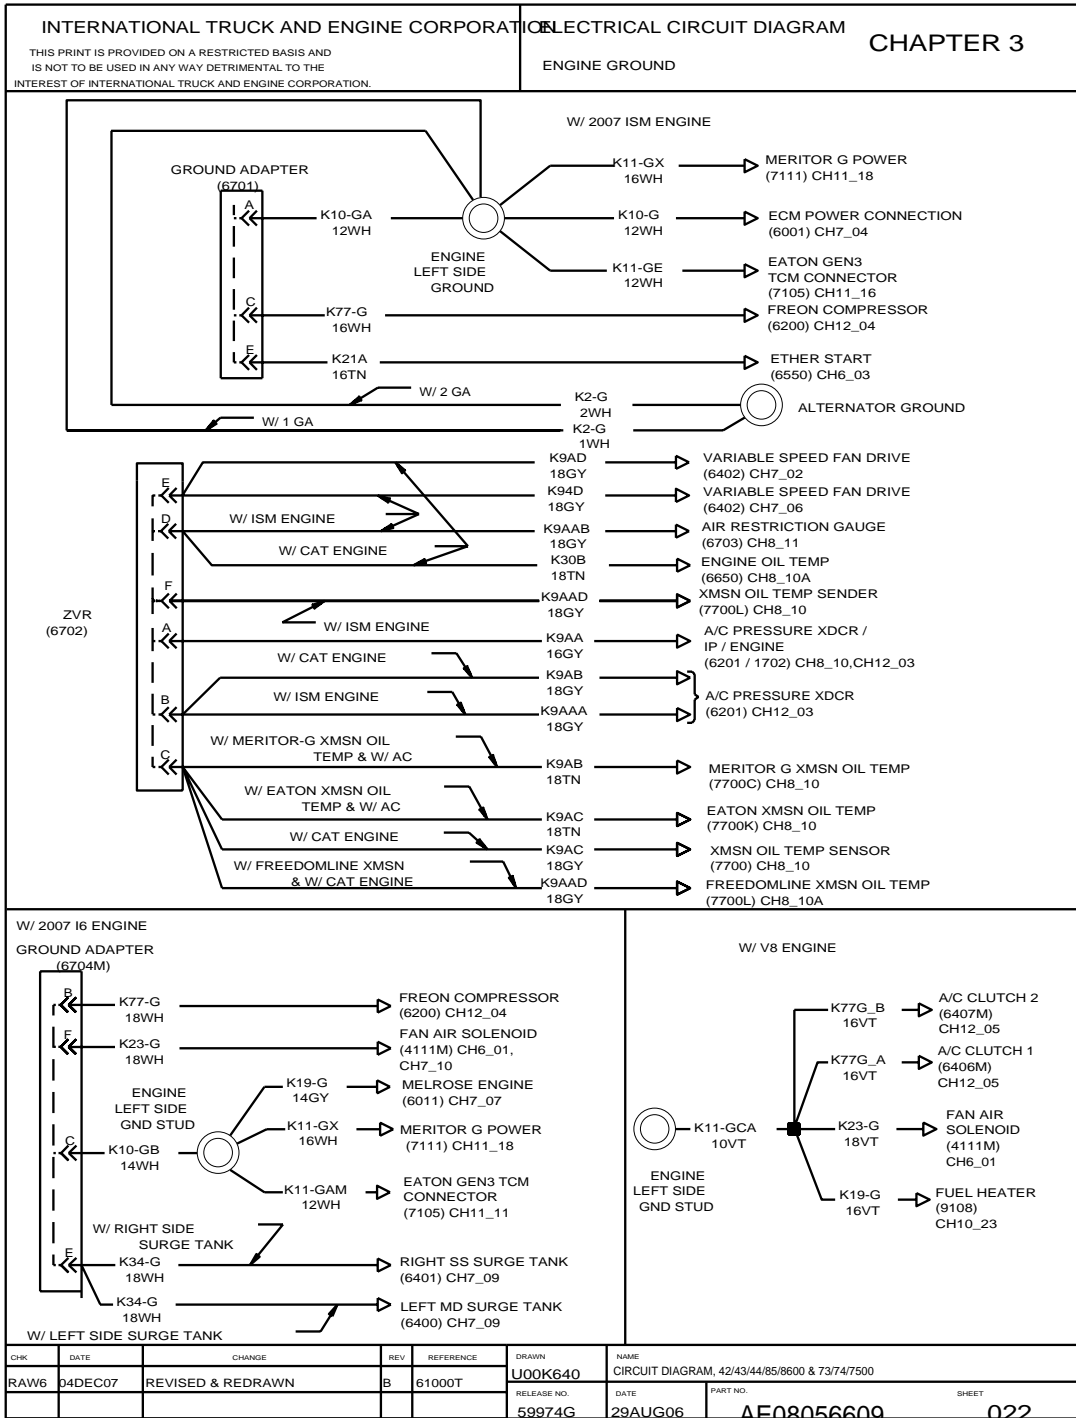 INTERNATIONAL TRUCK AND ENGINE CORPORATION
THIS PRINT IS PROVIDED ON A RESTRICTED BASIS AND
IS NOT TO BE USED IN ANY WAY DETRIMENTAL TO THE
INTEREST OF INTERNATIONAL TRUCK AND ENGINE CORPORATION.
ELECTRICAL CIRCUIT DIAGRAM
ENGINE GROUND
CHAPTER 3
W/ 2007 ISM ENGINE
GROUND ADAPTER
(6701)
A
K10-GA
12WH
ENGINE
LEFT SIDE
GROUND
K11-GX
16WH
MERITOR G POWER
(7111) CH11_18
K10-G
12WH
ECM POWER CONNECTION
(6001) CH7_04
K11-GE
12WH
EATON GEN3
TCM CONNECTOR
(7105) CH11_16
C
K77-G
16WH
FREON COMPRESSOR
(6200) CH12_04
E
K21A
16TN
ETHER START
(6550) CH6_03
W/ 2 GA
K2-G
2WH
ALTERNATOR GROUND
W/ 1 GA
K2-G
1WH
ZVR
(6702)
K9AD
18GY
VARIABLE SPEED FAN DRIVE
(6402) CH7_02
E
K94D
18GY
VARIABLE SPEED FAN DRIVE
(6402) CH7_06
W/ ISM ENGINE
D
K9AAB
18GY
AIR RESTRICTION GAUGE
(6703) CH8_11
W/ CAT ENGINE
K30B
18TN
ENGINE OIL TEMP
(6650) CH8_10A
F
K9AAD
18GY
XMSN OIL TEMP SENDER
(7700L) CH8_10
W/ ISM ENGINE
A
K9AA
16GY
A/C PRESSURE XDCR /
IP / ENGINE
(6201 / 1702) CH8_10,CH12_03
W/ CAT ENGINE
K9AB
18GY
W/ ISM ENGINE
B
K9AAA
18GY
A/C PRESSURE XDCR
(6201) CH12_03
W/ MERITOR-G XMSN OIL
TEMP & W/ AC
C
K9AB
18TN
MERITOR G XMSN OIL TEMP
(7700C) CH8_10
W/ EATON XMSN OIL
TEMP & W/ AC
K9AC
18TN
EATON XMSN OIL TEMP
(7700K) CH8_10
W/ CAT ENGINE
K9AC
18GY
XMSN OIL TEMP SENSOR
(7700) CH8_10
W/ FREEDOMLINE XMSN
& W/ CAT ENGINE
K9AAD
18GY
FREEDOMLINE XMSN OIL TEMP
(7700L) CH8_10A
W/ 2007 I6 ENGINE
GROUND ADAPTER
(6704M)
B
K77-G
18WH
FREON COMPRESSOR
(6200) CH12_04
F
K23-G
18WH
FAN AIR SOLENOID
(4111M) CH6_01,
CH7_10
ENGINE
LEFT SIDE
GND STUD
K19-G
14GY
MELROSE ENGINE
(6011) CH7_07
K11-GX
16WH
MERITOR G POWER
(7111) CH11_18
C
K10-GB
14WH
K11-GAM
12WH
EATON GEN3 TCM
CONNECTOR
(7105) CH11_11
W/ RIGHT SIDE
SURGE TANK
E
K34-G
18WH
RIGHT SS SURGE TANK
(6401) CH7_09
K34-G
18WH
LEFT MD SURGE TANK
(6400) CH7_09
W/ LEFT SIDE SURGE TANK
W/ V8 ENGINE
K77G_B
16VT
A/C CLUTCH 2
(6407M)
CH12_05
K77G_A
16VT
A/C CLUTCH 1
(6406M)
CH12_05
K11-GCA
10VT
K23-G
18VT
FAN AIR
SOLENOID
(4111M)
CH6_01
ENGINE
LEFT SIDE
GND STUD
K19-G
16VT
FUEL HEATER
(9108)
CH10_23
CHK DATE CHANGE REV REFERENCE
RAW6 04DEC07 REVISED & REDRAWN B 61000T
DRAWN
U00K640
NAME
CIRCUIT DIAGRAM, 42/43/44/85/8600 & 73/74/7500
RELEASE NO.
59974G
DATE
29AUG06
PART NO.
AE08056609
SHEET
022